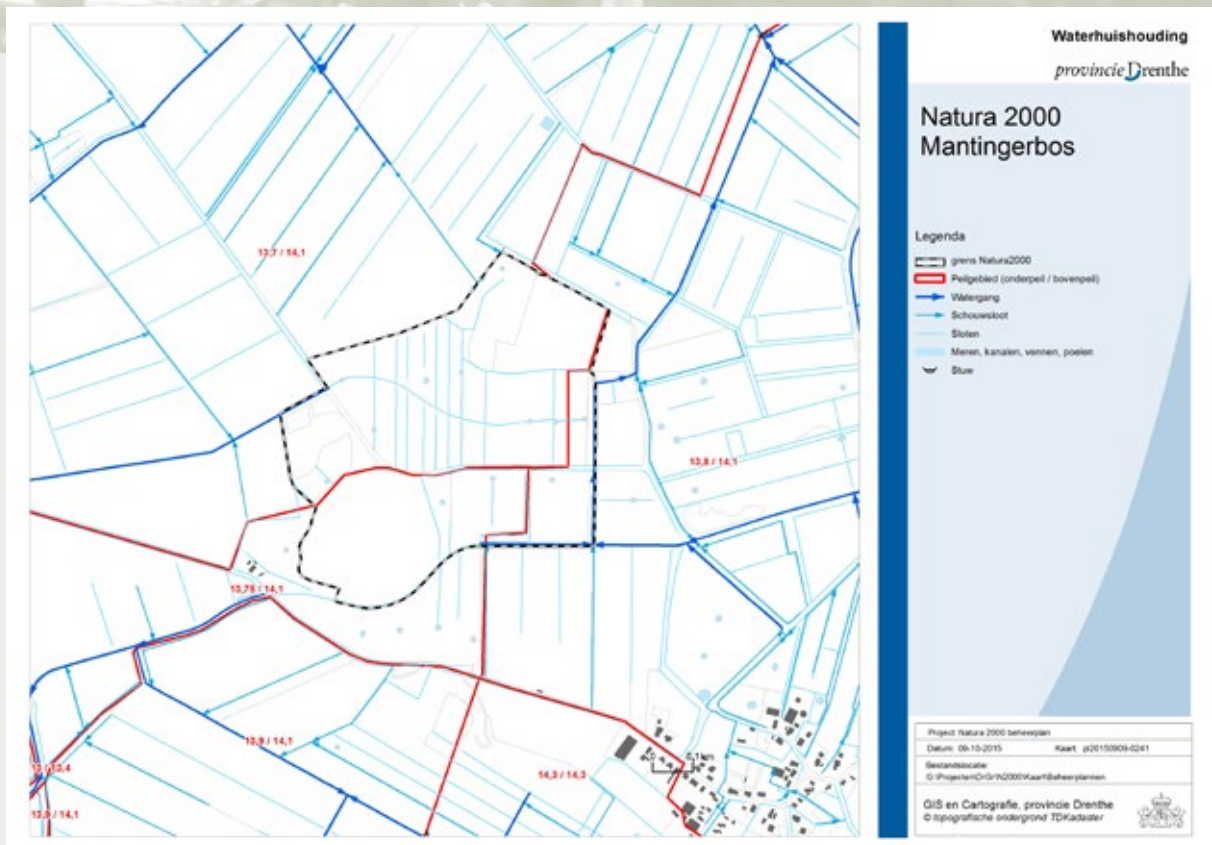 Waterhuishouding
provincie Drenthe
Natura 2000
Mantingerbos
Legenda
grens Natura2000
Peilgebied (onderpeil / bovenpeil)
Watergang
Schouwsloot
Sloten
Meren, kanalen, vennen, poelen
Stuw
13,7 / 14,1
13,8 / 14,1
13,75 / 14,1
13,9 / 14,1
14,3 / 14,3
0 0,1km
13,9 / 14,1
Project: Natura 2000 beheerplan
Datum: 09-10-2015 Kaart: pl20150909-0241
Bestandslocatie:
GIS en Cartografie, provincie Drenthe
© topografische ondergrond TDKadaster